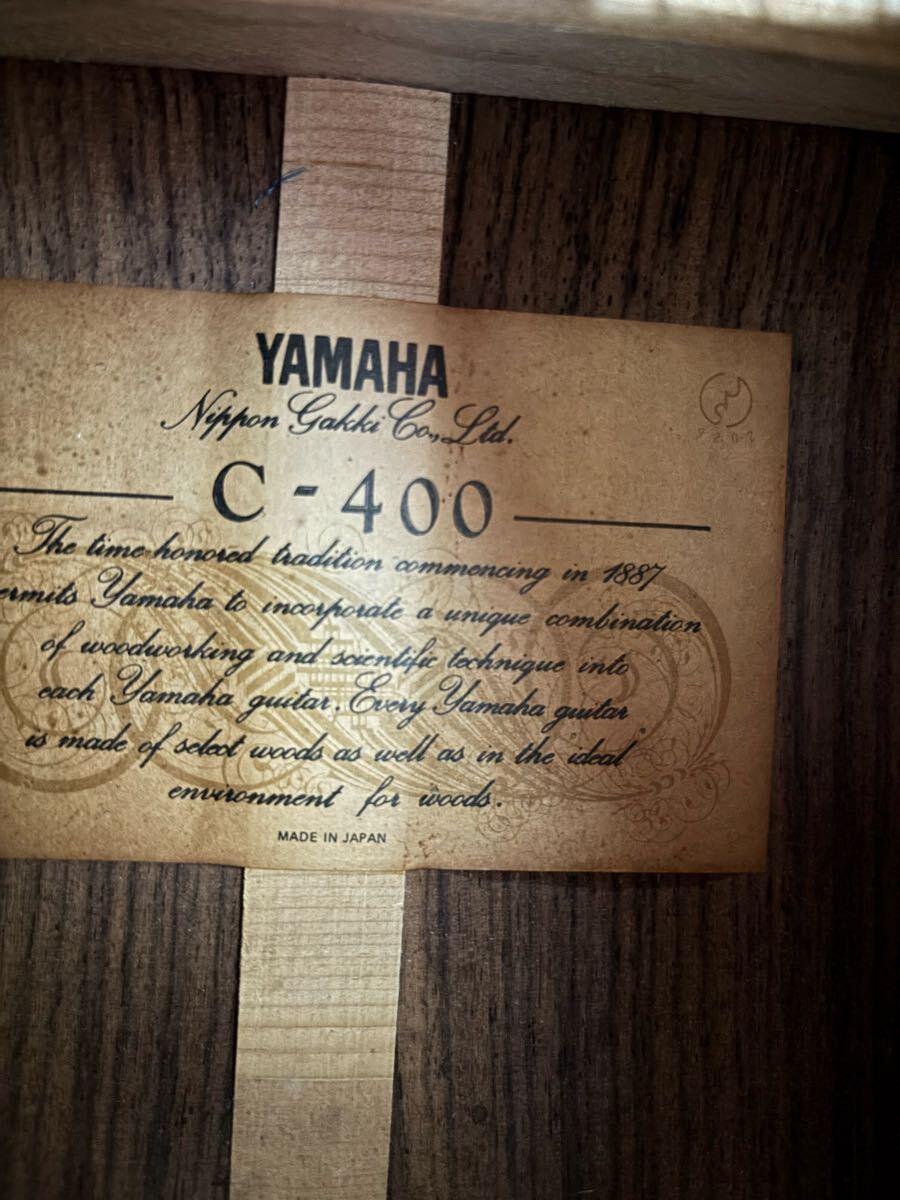 YAMAHA
Nippon Gakki Co., Ltd.
C-400
The time-honored tradition commencing in 1887
ermits Yamaha to incorporate a unique combination
of woodworking and scientific technique into
each Yamaha guitar. Every Yamaha guitar
is made of select woods as well as in the "ideal"
environment for woods.
MADE IN JAPAN